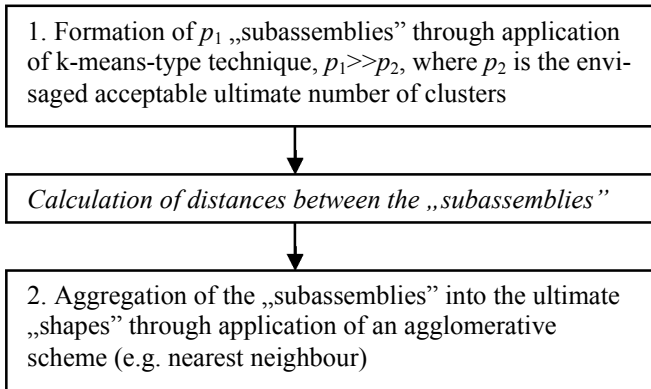 1. Formation of p1 „subassemblies” through application
of k-means-type technique, p1>>p2, where p2 is the envi-
saged acceptable ultimate number of clusters
Calculation of distances between the „subassemblies”
2. Aggregation of the „subassemblies” into the ultimate
„shapes” through application of an agglomerative
scheme (e.g. nearest neighbour)